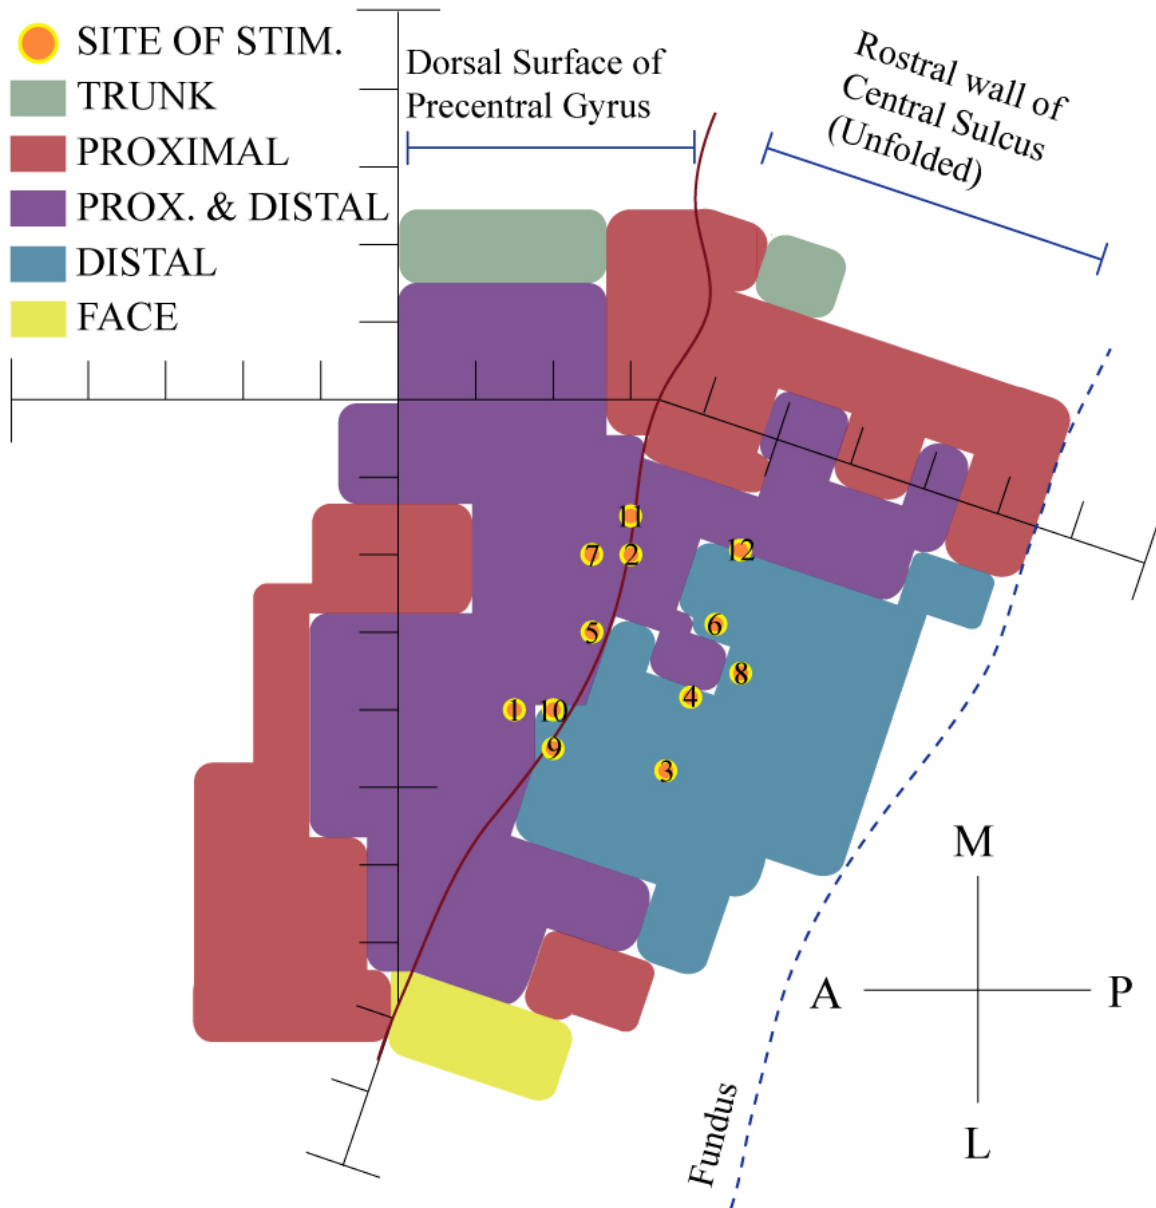 SITE OF STIM.
TRUNK
PROXIMAL
PROX. & DISTAL
DISTAL
FACE
Dorsal Surface of
Precentral Gyrus
Rostral wall of
Central Sulcus
(Unfolded)
11
7
2
12
5
6
8
4
1
10
9
3
M
A
P
L
Fundus